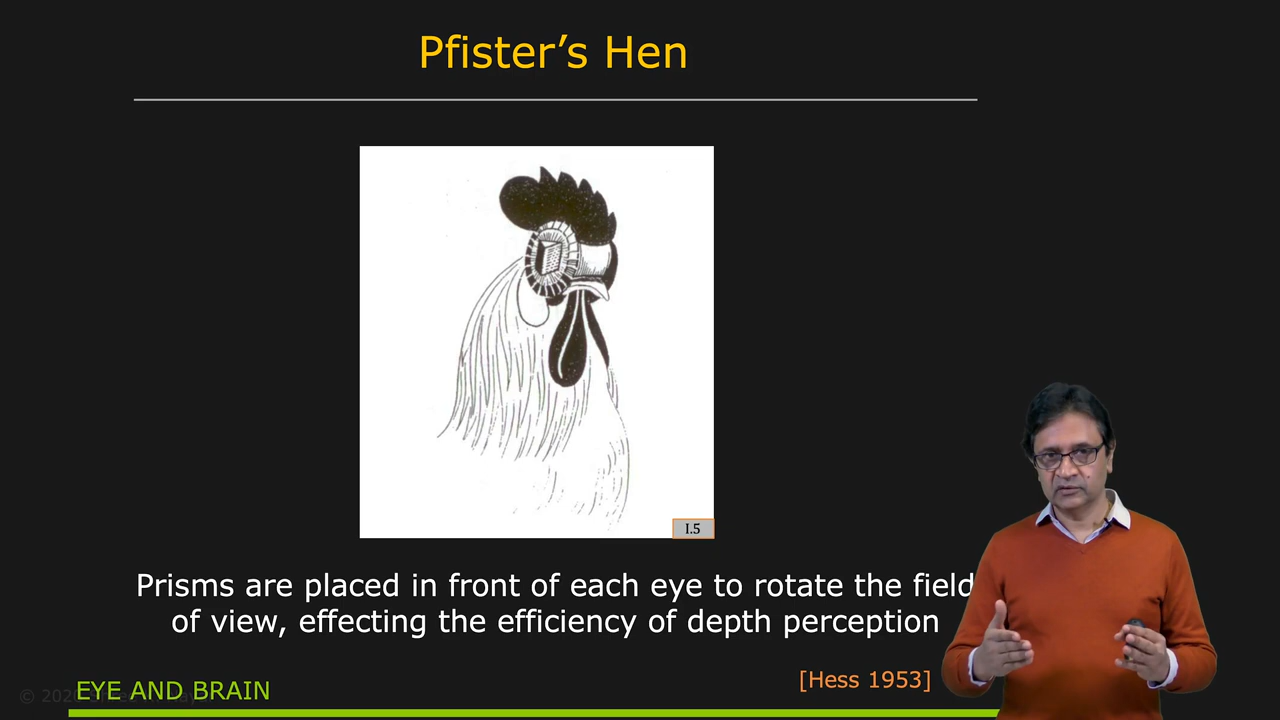 Pfister’s Hen
I.5
Prisms are placed in front of each eye to rotate the field
of view, effecting the efficiency of depth perception
[Hess 1953]
EYE AND BRAIN
©